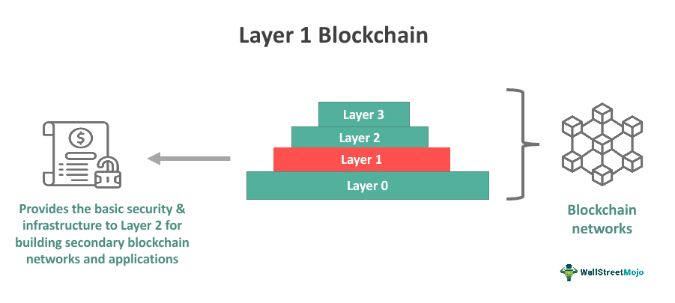 Layer 1 Blockchain
Layer 3
Layer 2
Layer 1
Layer 0
$
Provides the basic security &
infrastructure to Layer 2 for
building secondary blockchain
networks and applications
Blockchain
networks
WallStreetMojo